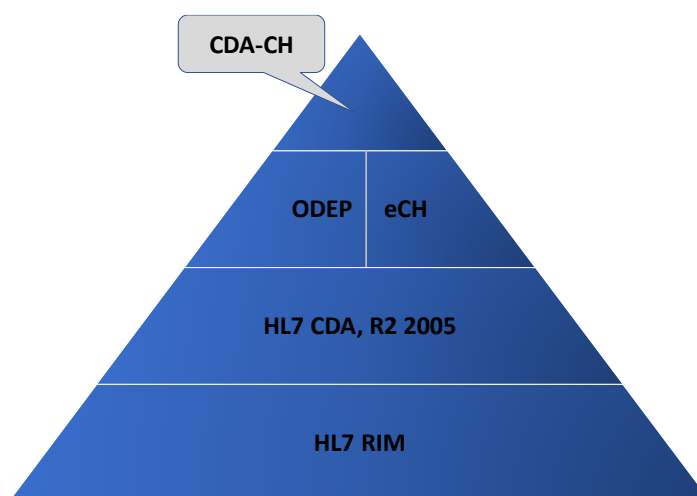 CDA-CH
ODEP
eCH
HL7 CDA, R2 2005
HL7 RIM